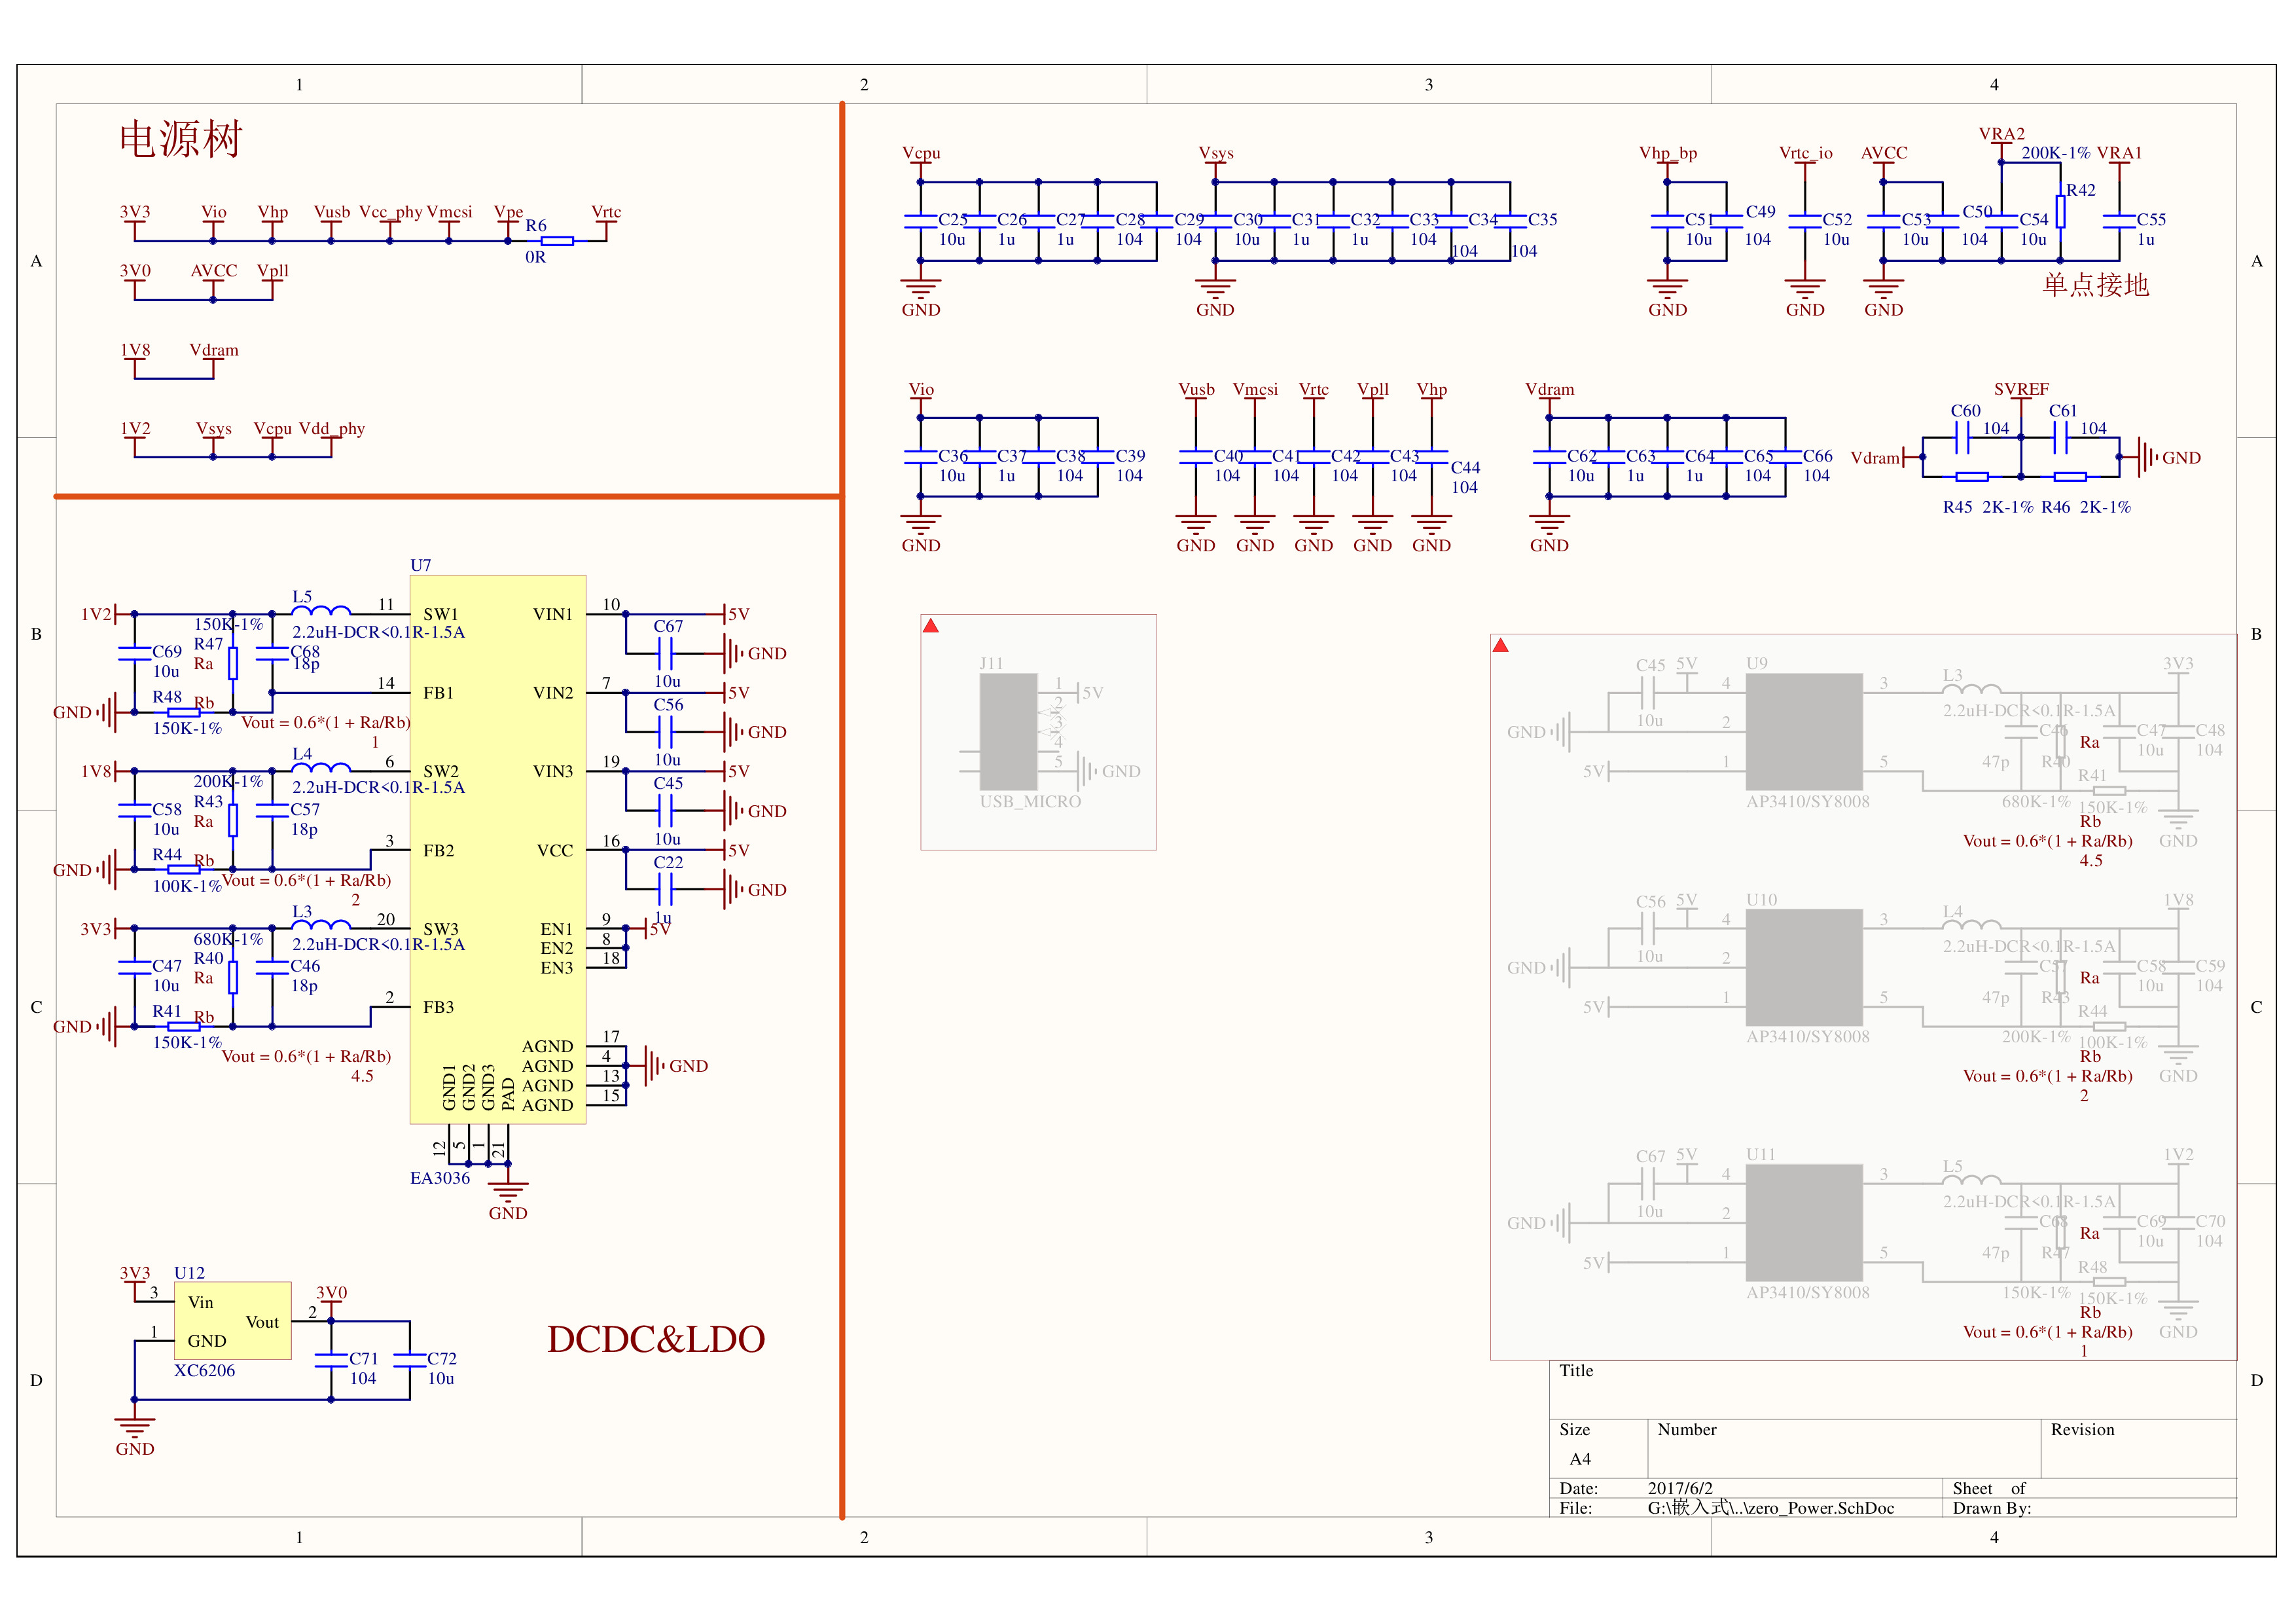 1 2 3 4
电源树
3V3 Vio Vhp Vusb Vcc_phy Vmcsi Vpe R6 Vrtc
0R
3V0 AVCC Vpll
1V8 Vdram
1V2 Vsys Vcpu Vdd_phy
A
B
C
D
Vcpu
C25 C26 C27 C28 C29
10u 1u 1u 104 104
GND
Vsys
C30 C31 C32 C33 C34 C35
10u 1u 1u 104 104 104
GND
Vhp_bp
C51 C49
10u 104
GND
Vrtc_io
C52
10u
GND
AVCC VRA2 200K-1% VRA1
R42
C53 C50 C54 C55
10u 104 10u 1u
GND
单点接地
Vio
C36 C37 C38 C39
10u 1u 104 104
GND
Vusb Vmcsi Vrtc Vpll Vhp
C40 C41 C42 C43 C44
104 104 104 104 104
GND GND GND GND GND
Vdram
C62 C63 C64 C65 C66
10u 1u 1u 104 104
GND
SVREF
C60 C61
104 104
Vdram GND
R45 2K-1% R46 2K-1%
U7
1V2 L5 11 SW1
150K-1% 2.2uH-DCR<0.1R-1.5A
C69 R47 C68
10u Ra 18p
14 FB1
GND R48 Rb
150K-1% Vout = 0.6*(1 + Ra/Rb)
1
1V8 L4 6 SW2
200K-1% 2.2uH-DCR<0.1R-1.5A
C58 R43 C57
10u Ra 18p
3 FB2
GND R44 Rb
100K-1% Vout = 0.6*(1 + Ra/Rb)
2
3V3 L3 20 SW3
680K-1% 2.2uH-DCR<0.1R-1.5A
C47 R40 C46
10u Ra 18p
2 FB3
GND R41 Rb
150K-1% Vout = 0.6*(1 + Ra/Rb)
4.5
VIN1 10 5V
C67 GND
10u
VIN2 7 5V
C56 GND
10u
VIN3 19 5V
C45 GND
10u
VCC 16 5V
C22 GND
1u
EN1 9 5V
EN2 8
EN3 18
AGND 17
AGND 4 GND
AGND 13
AGND 15
GND1 GND2 GND3 PAD
12 5 1 21
EA3036
GND
3V3 U12
3 Vin 3V0
Vout 2
1 GND
XC6206
C71 C72
104 10u
GND
DCDC&LDO
J11
1 5V
2
3
4
5 GND
USB_MICRO
C45 5V U9 L3 3V3
4 3
10u 2.2uH-DCR<0.1R-1.5A
GND 2 C46 Ra C47 C48
10u 104
5V 1 5 47p R40 R41
AP3410/SY8008 680K-1% 150K-1%
Rb
Vout = 0.6*(1 + Ra/Rb) GND
4.5
C56 5V U10 L4 1V8
4 3
10u 2.2uH-DCR<0.1R-1.5A
GND 2 C57 Ra C58 C59
10u 104
5V 1 5 47p R43 R44
AP3410/SY8008 200K-1% 100K-1%
Rb
Vout = 0.6*(1 + Ra/Rb) GND
2
C67 5V U11 L5 1V2
4 3
10u 2.2uH-DCR<0.1R-1.5A
GND 2 C68 Ra C69 C70
10u 104
5V 1 5 47p R47 R48
AP3410/SY8008 150K-1% 150K-1%
Rb
Vout = 0.6*(1 + Ra/Rb) GND
1
Title
Size Number Revision
A4
Date: 2017/6/2 Sheet of
File: G:\嵌入式\..\zero_Power.SchDoc Drawn By:
A
B
C
D
1 2 3 4